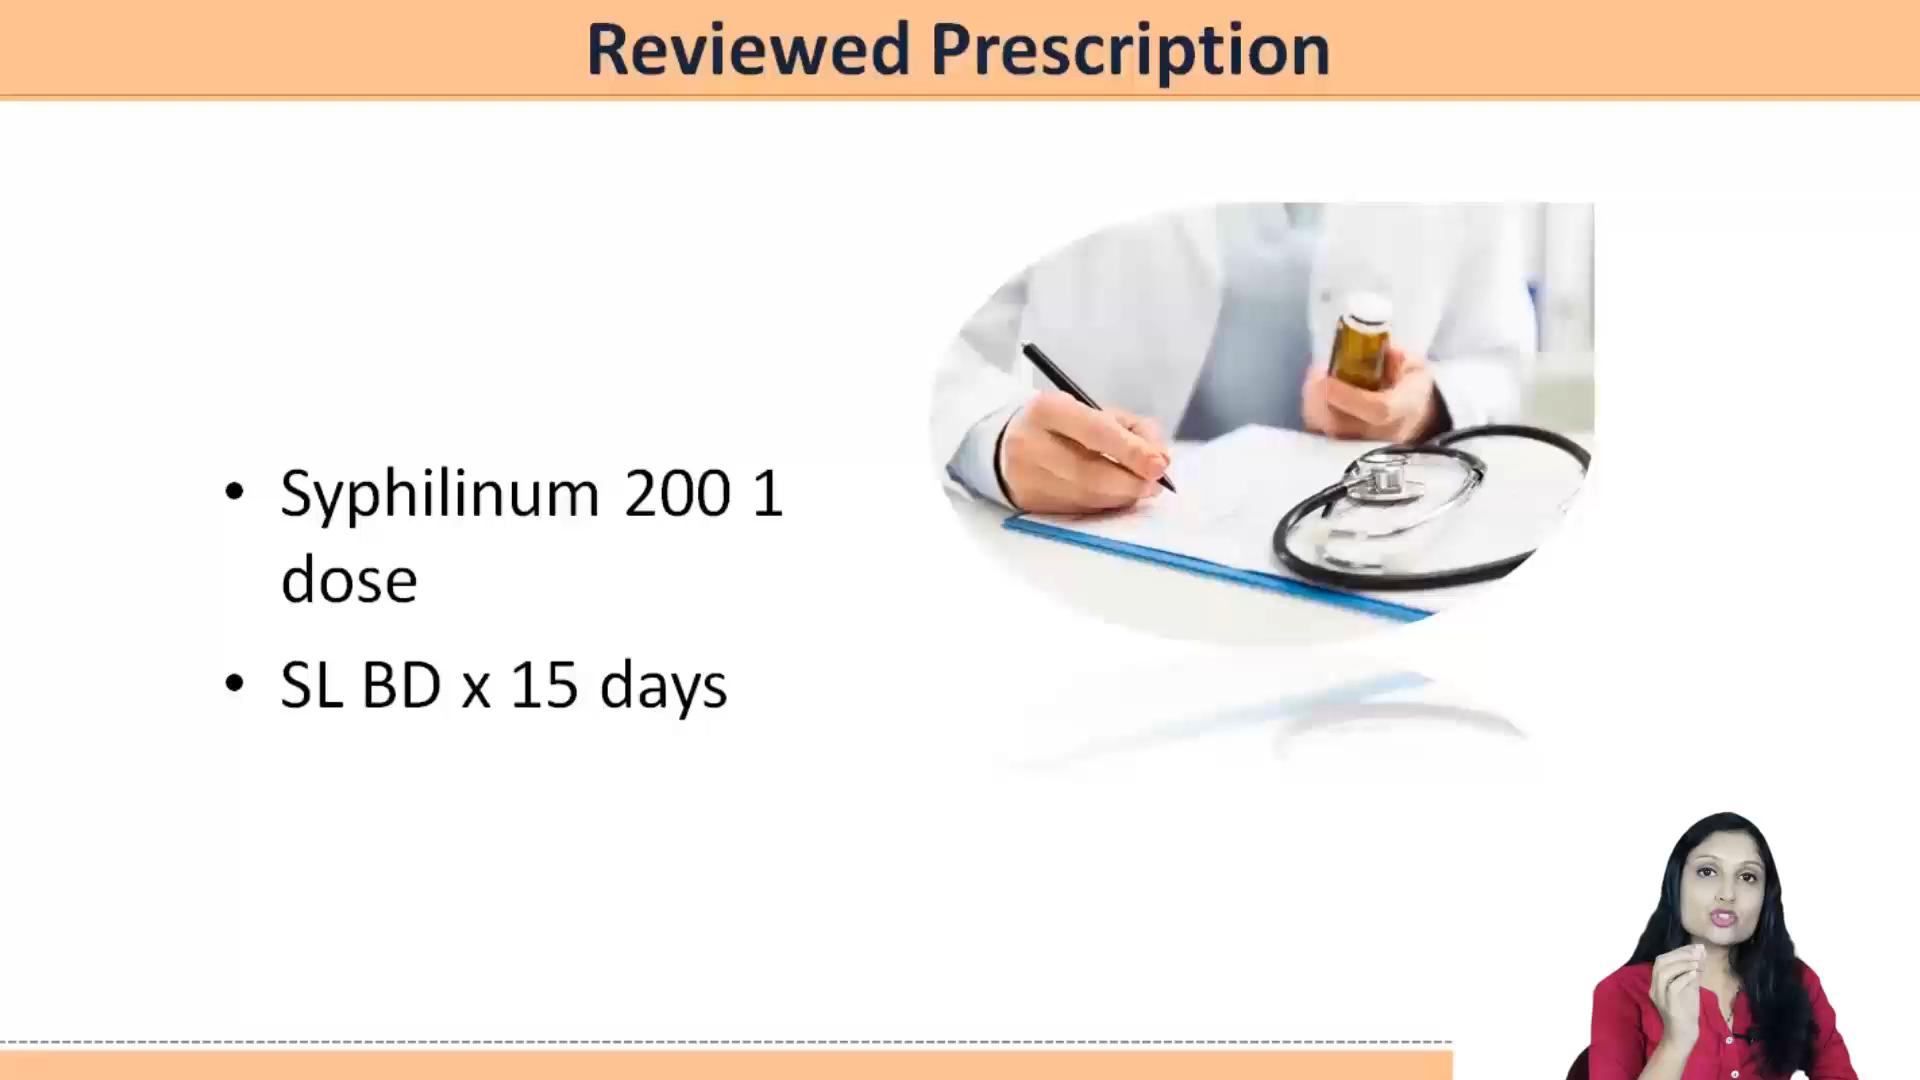 Reviewed Prescription
• Syphilinum 200 1
dose
• SL BD x 15 days